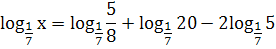 log_{1/7} x = log_{1/7} 5/8 + log_{1/7} 20 − 2log_{1/7} 5